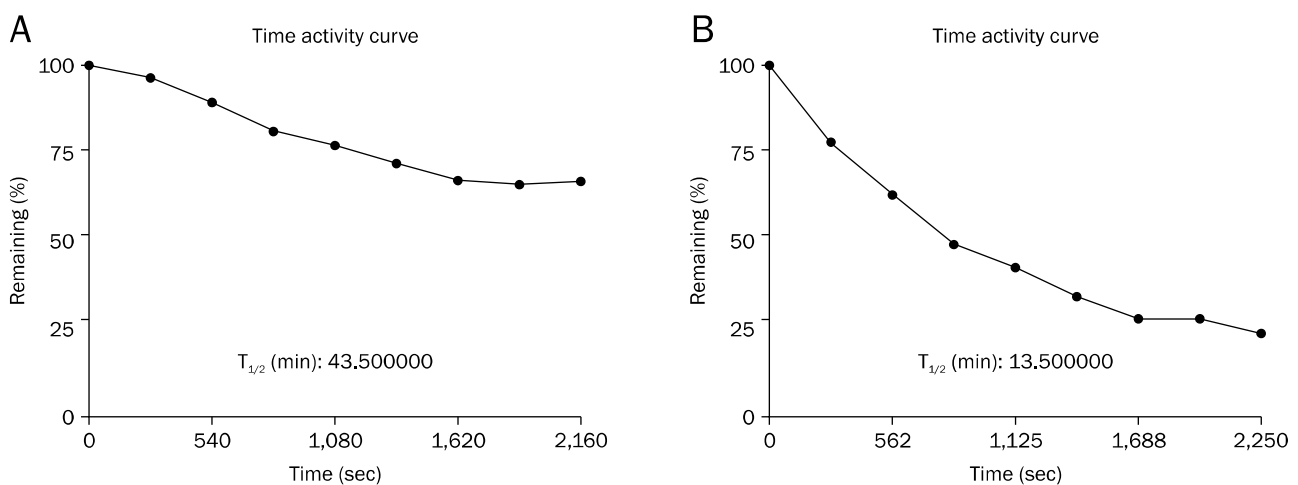 A
Time activity curve
100
75
50
25
0
Remaining (%)
T1/2 (min): 43.500000
0 540 1,080 1,620 2,160
Time (sec)
B
Time activity curve
100
75
50
25
0
Remaining (%)
T1/2 (min): 13.500000
0 562 1,125 1,688 2,250
Time (sec)